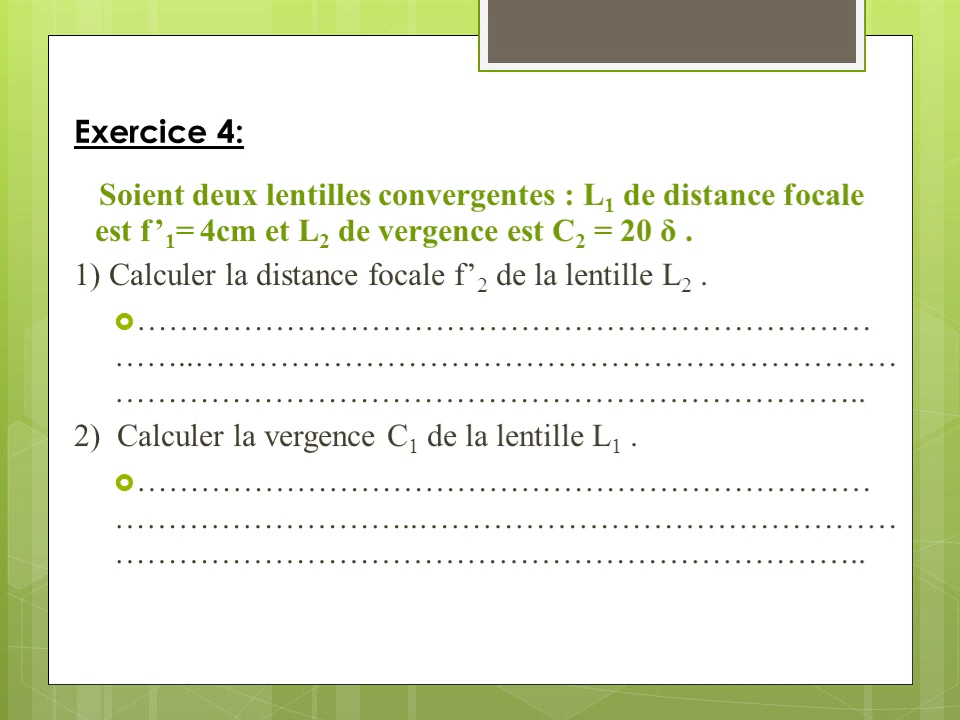 Exercice 4:
Soient deux lentilles convergentes : L₁ de distance focale
est f’₁= 4cm et L₂ de vergence est C₂ = 20 δ .
1) Calculer la distance focale f’₂ de la lentille L₂ .
……………………………………………………………
……..…………………………………………………………
……………………………………………………………..
2)  Calculer la vergence C₁ de la lentille L₁ .
……………………………………………………………
………………………..………………………………………
……………………………………………………………..